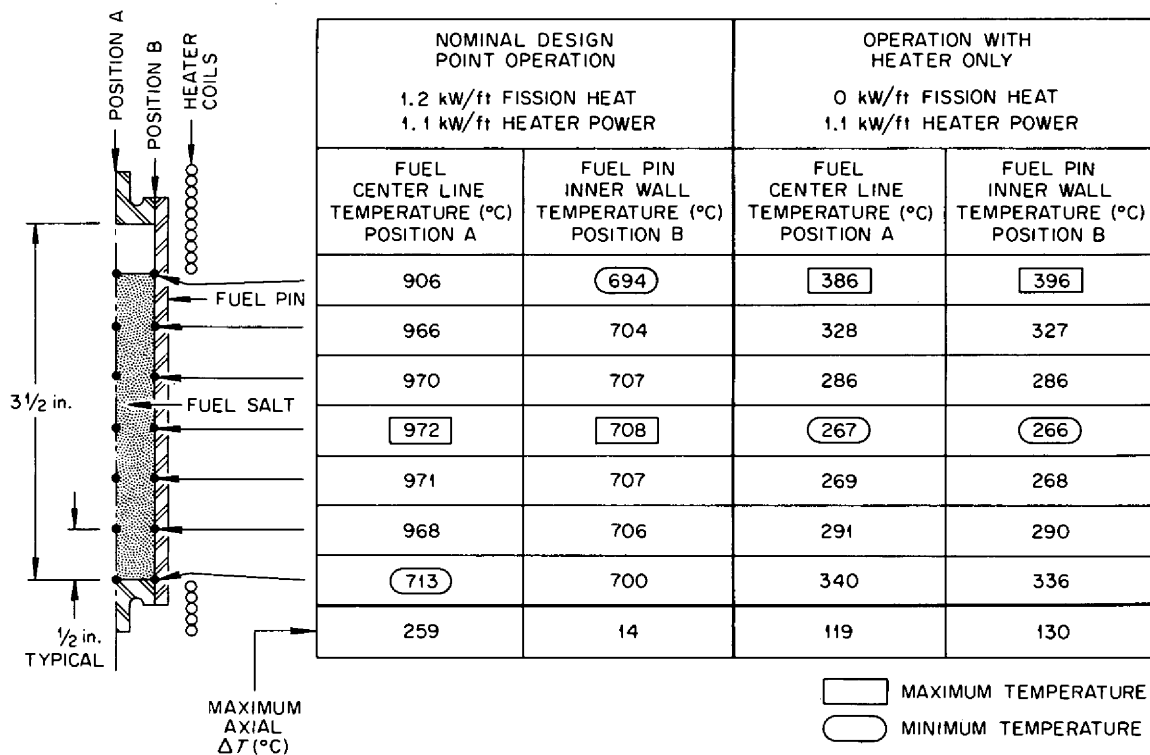 POSITION A
POSITION B
HEATER
COILS
NOMINAL DESIGN
POINT OPERATION
1.2 kW/ft FISSION HEAT
1.1 kW/ft HEATER POWER
OPERATION WITH
HEATER ONLY
0 kW/ft FISSION HEAT
1.1 kW/ft HEATER POWER
FUEL
CENTER LINE
TEMPERATURE (°C)
POSITION A
FUEL PIN
INNER WALL
TEMPERATURE (°C)
POSITION B
FUEL
CENTER LINE
TEMPERATURE (°C)
POSITION A
FUEL PIN
INNER WALL
TEMPERATURE (°C)
POSITION B
906 694 386 396
FUEL PIN
966 704 328 327
970 707 286 286
3 1/2 in.
FUEL SALT
972 708 267 266
971 707 269 268
968 706 291 290
713 700 340 336
1/2 in.
TYPICAL
259 14 119 130
MAXIMUM
AXIAL
ΔT (°C)
MAXIMUM TEMPERATURE
MINIMUM TEMPERATURE